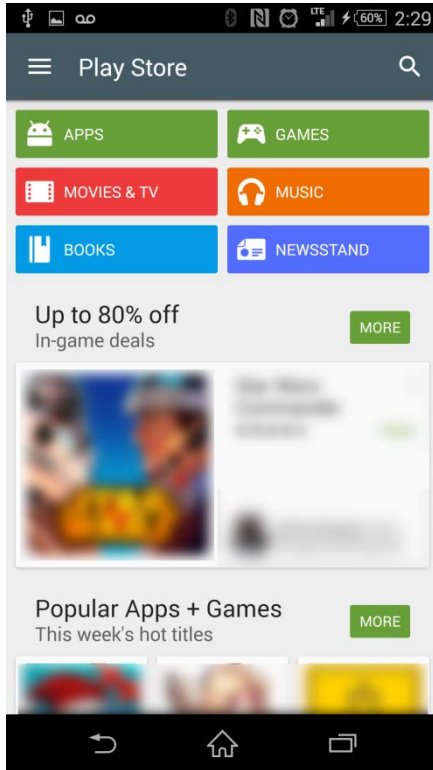 LTE 60% 2:29
Play Store
APPS
GAMES
MOVIES & TV
MUSIC
BOOKS
NEWSSTAND
Up to 80% off
In-game deals
MORE
Popular Apps + Games
This week's hot titles
MORE